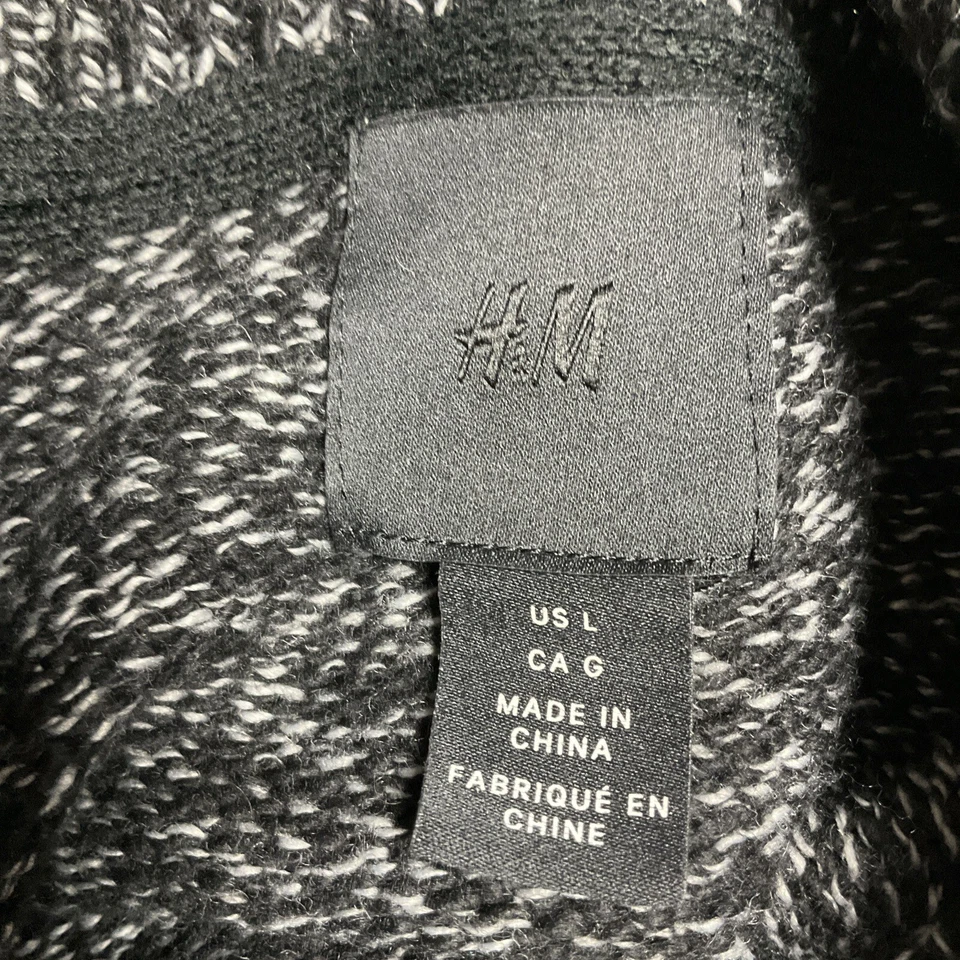 H&M
US L
CA G
MADE IN
CHINA
FABRIQUÉ EN
CHINE